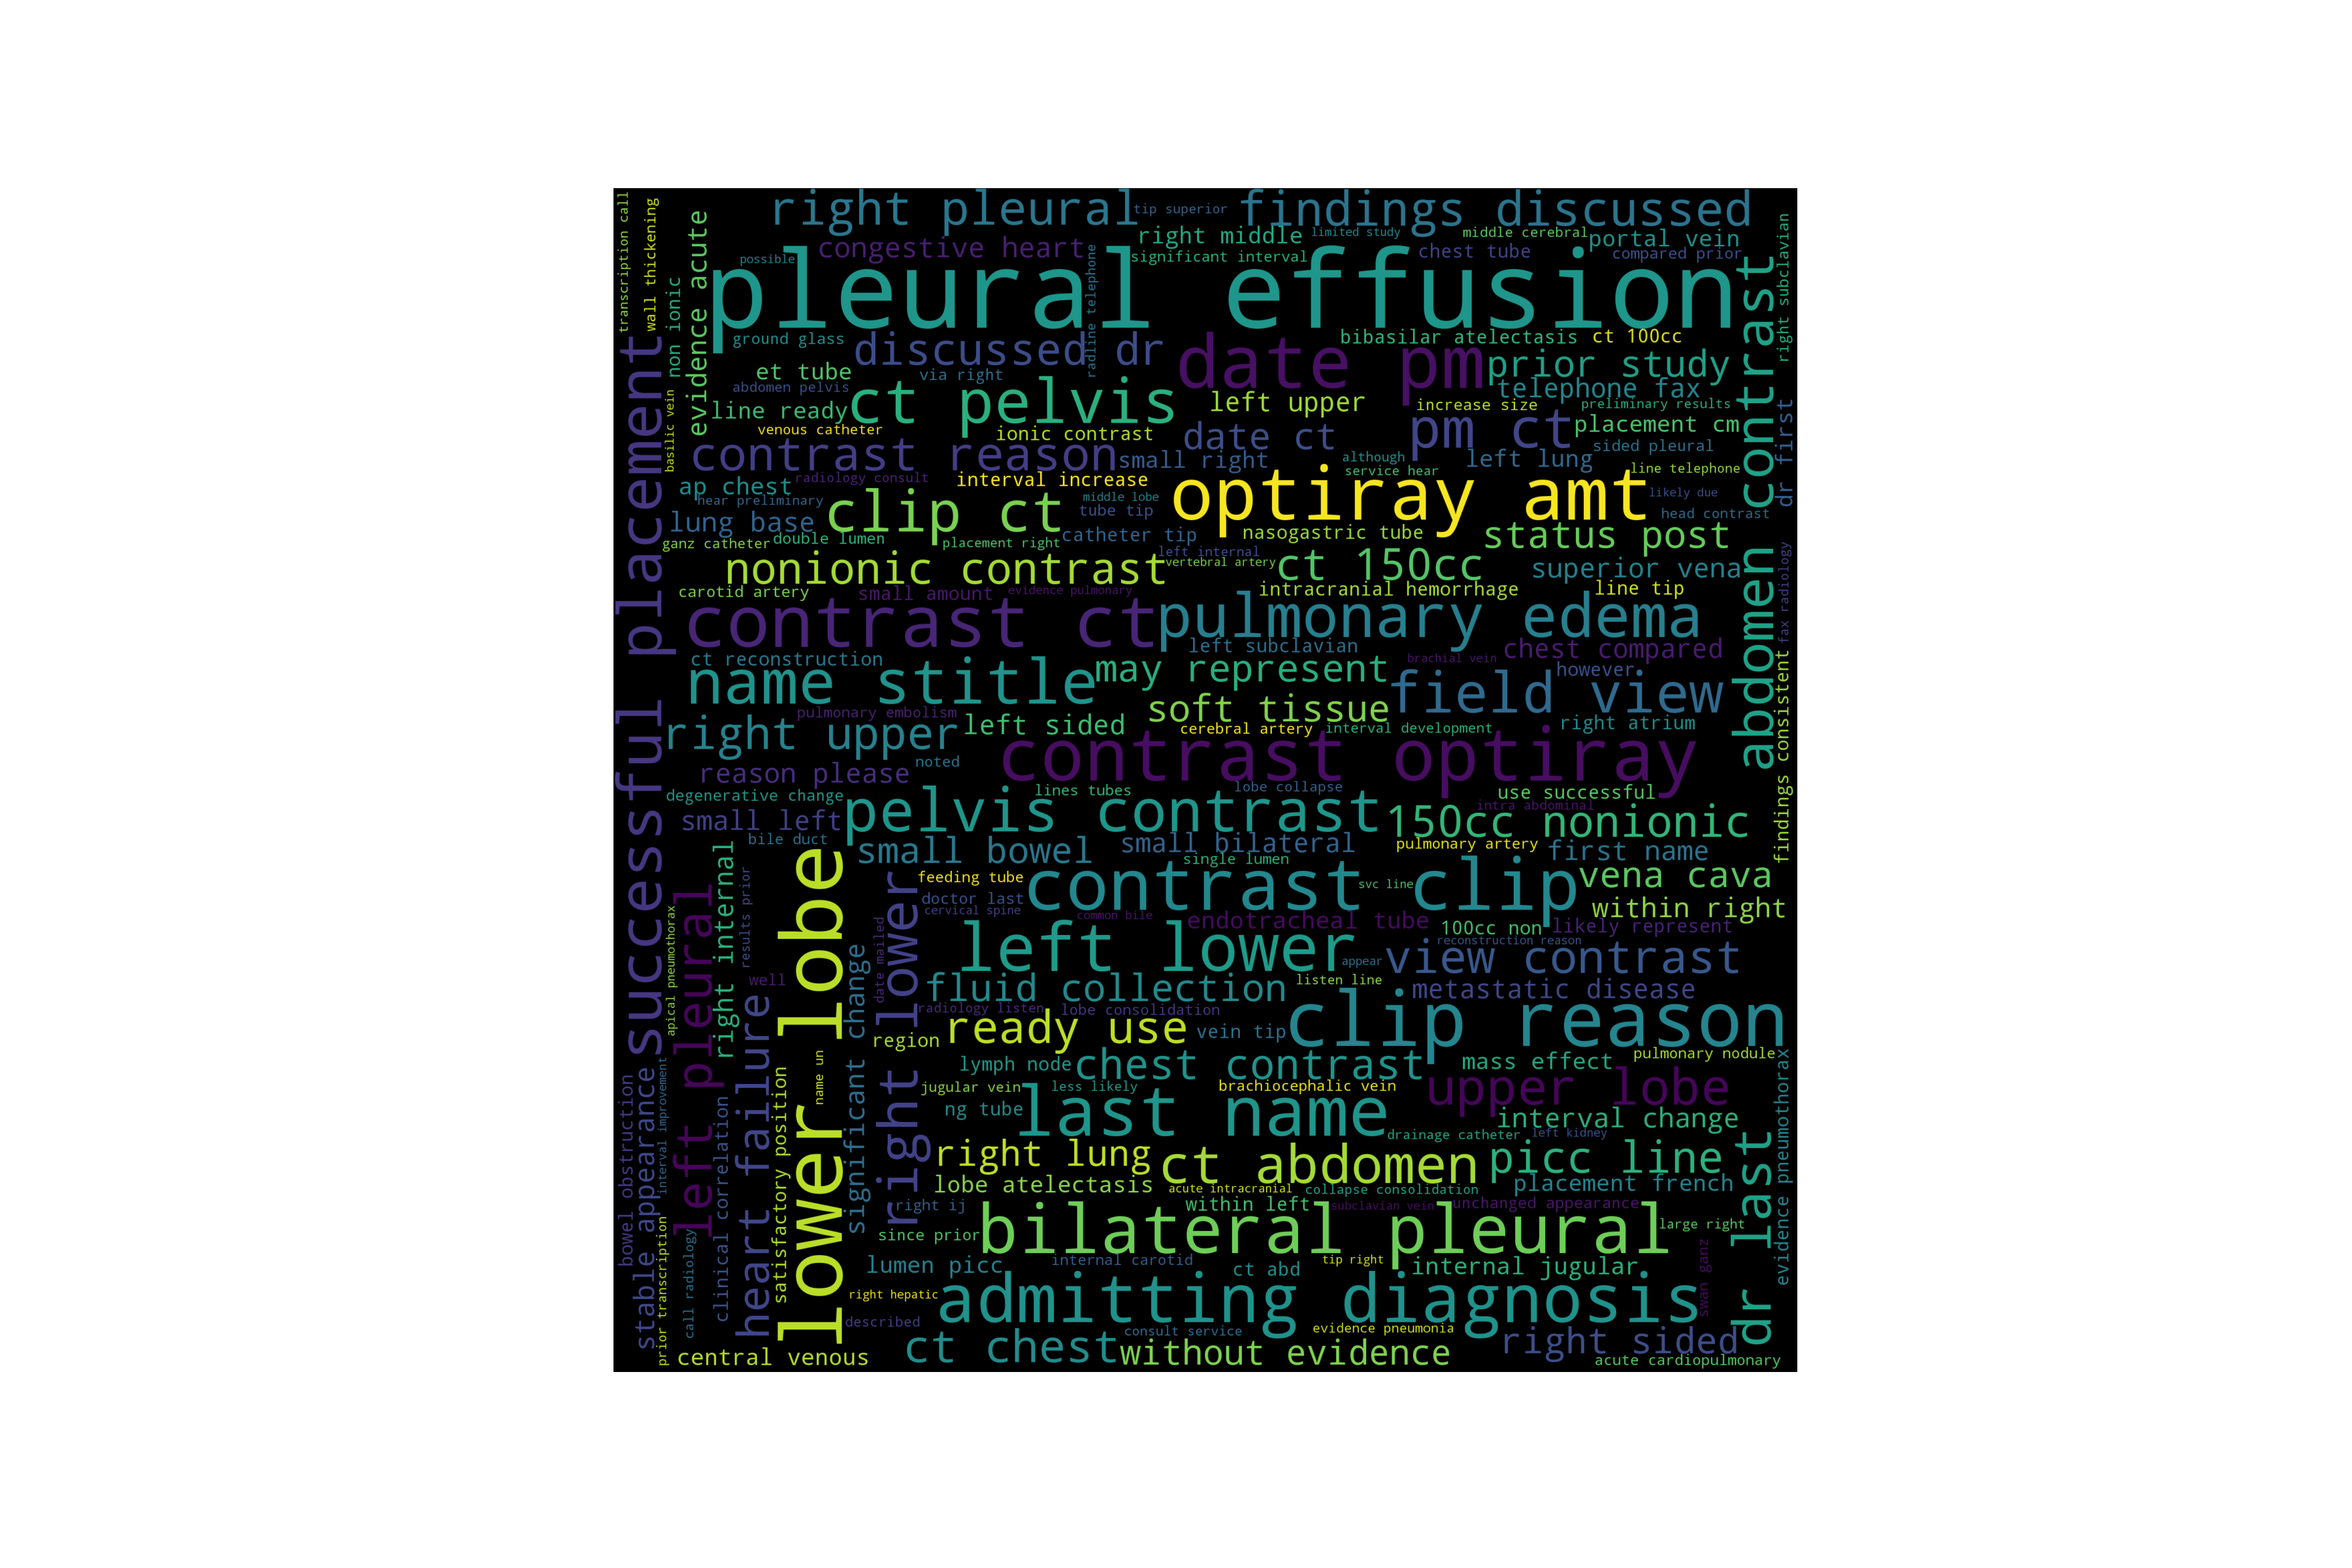 transcription call
wall thickening
right pleural
tip superior
findings discussed
right subclavian
evidence acute
congestive heart
right middle
limited study
middle cerebral
portal vein
non ionic
possible
significant interval
chest tube
compared prior
pleural effusion
radline telephone
abdomen contrast
ground glass
discussed dr
date pm
bibasilar atelectasis
ct 100cc
prior study
successful placement
et tube
via right
telephone fax
abdomen pelvis
ct pelvis
left upper
increase size
preliminary results
line ready
basilic vein
venous catheter
ionic contrast
date ct
pm ct
placement cm
dr first
contrast reason
small right
although
left lung
sided pleural
service hear
line telephone
ap chest
radiology consult
interval increase
optiray amt
likely due
hear preliminary
clip ct
middle lobe
tube tip
head contrast
lung base
double lumen
catheter tip
nasogastric tube
status post
ganz catheter
placement right
left internal
vertebral artery
nonionic contrast
ct 150cc
superior vena
fax radiology
carotid artery
small amount
evidence pulmonary
intracranial hemorrhage
line tip
contrast ct
pulmonary edema
left subclavian
chest compared
ct reconstruction
brachial vein
however
name stitle
may represent
field view
findings consistent
pulmonary embolism
soft tissue
right upper
left sided
cerebral artery
interval development
right atrium
contrast optiray
reason please
noted
degenerative change
lines tubes
lobe collapse
use successful
intra abdominal
small left
pelvis contrast
150cc nonionic
bile duct
small bowel
small bilateral
pulmonary artery
first name
right internal
lower lobe
single lumen
results prior
feeding tube
contrast clip
svc line
vena cava
left pleural
right lower
doctor last
cervical spine
common bile
endotracheal tube
within right
apical pneumothorax
100cc non
likely represent
date mailed
left lower
reconstruction reason
appear
view contrast
significant change
well
heart failure
fluid collection
listen line
metastatic disease
radiology listen
lobe consolidation
clip reason
region
ready use
vein tip
lymph node
chest contrast
mass effect
pulmonary nodule
name un
jugular vein
less likely
brachiocephalic vein
upper lobe
evidence pneumothorax
bowel obstruction
stable appearance
interval improvement
clinical correlation
satisfactory position
ng tube
last name
interval change
drainage catheter
left kidney
dr last
right lung
ct abdomen
picc line
lobe atelectasis
acute intracranial
collapse consolidation
placement french
right ij
within left
subclavian vein
unchanged appearance
since prior
bilateral pleural
large right
prior transcription
call radiology
lumen picc
internal carotid
ct abd
tip right
internal jugular
swan ganz
right hepatic
admitting diagnosis
described
consult service
evidence pneumonia
right sided
central venous
ct chest
without evidence
acute cardiopulmonary